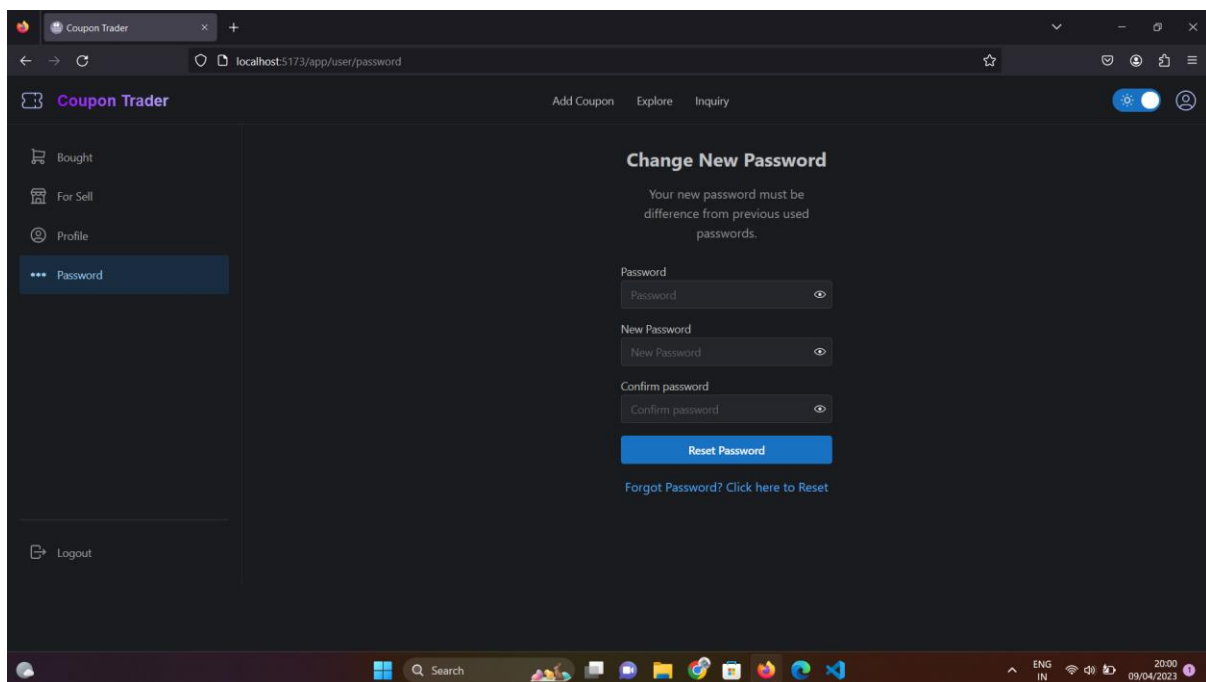 Coupon Trader
localhost:5173/app/user/password
Coupon Trader
Add Coupon Explore Inquiry
Bought
For Sell
Profile
Password
Logout
Change New Password
Your new password must be
difference from previous used
passwords.
Password
Password
New Password
New Password
Confirm password
Confirm password
Reset Password
Forgot Password? Click here to Reset
Search
ENG
IN
20:00
09/04/2023
1